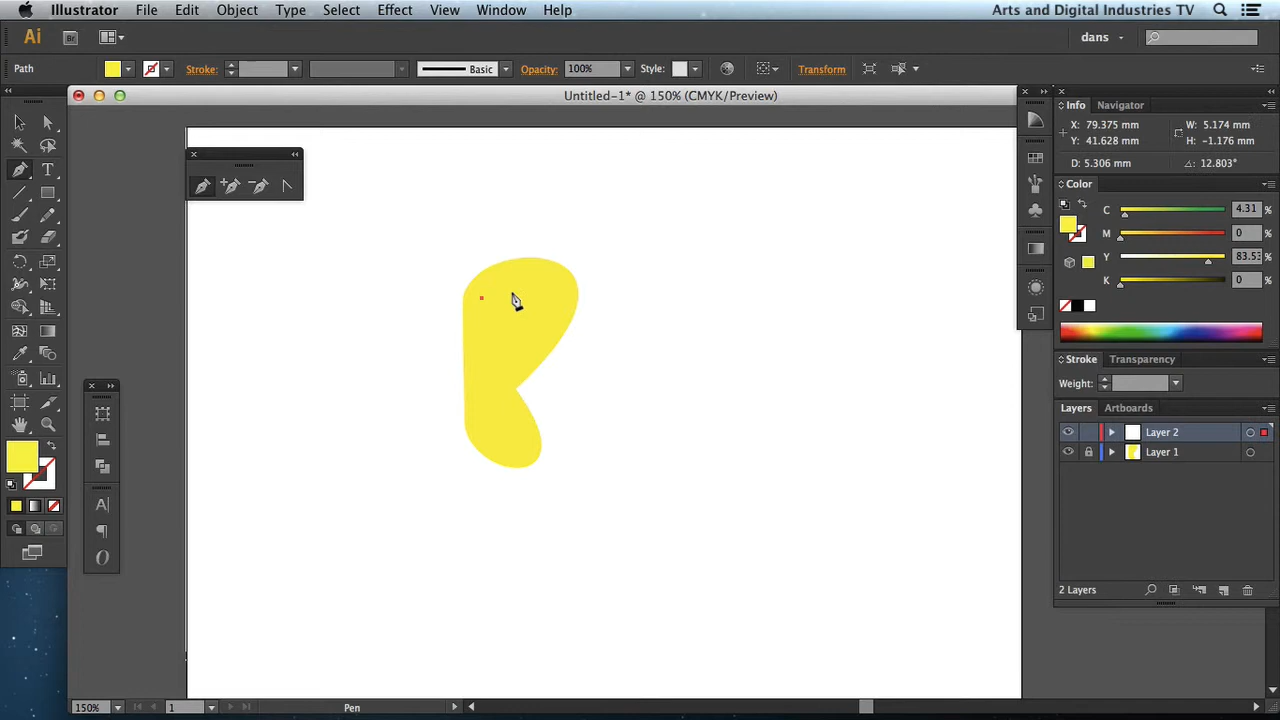 Illustrator File Edit Object Type Select Effect View Window Help Arts and Digital Industries TV
Ai Br dans
Path Stroke: Basic Opacity: 100% Style: Transform
Untitled-1* @ 150% (CMYK/Preview)
Info Navigator
X: 79.375 mm W: 5.174 mm
Y: 41.628 mm H: -1.176 mm
D: 5.306 mm 12.803°
Color
C 4.31 %
M 0 %
Y 83.53 %
K 0 %
Stroke Transparency
Weight:
Layers Artboards
Layer 2
Layer 1
2 Layers
150% 1 Pen